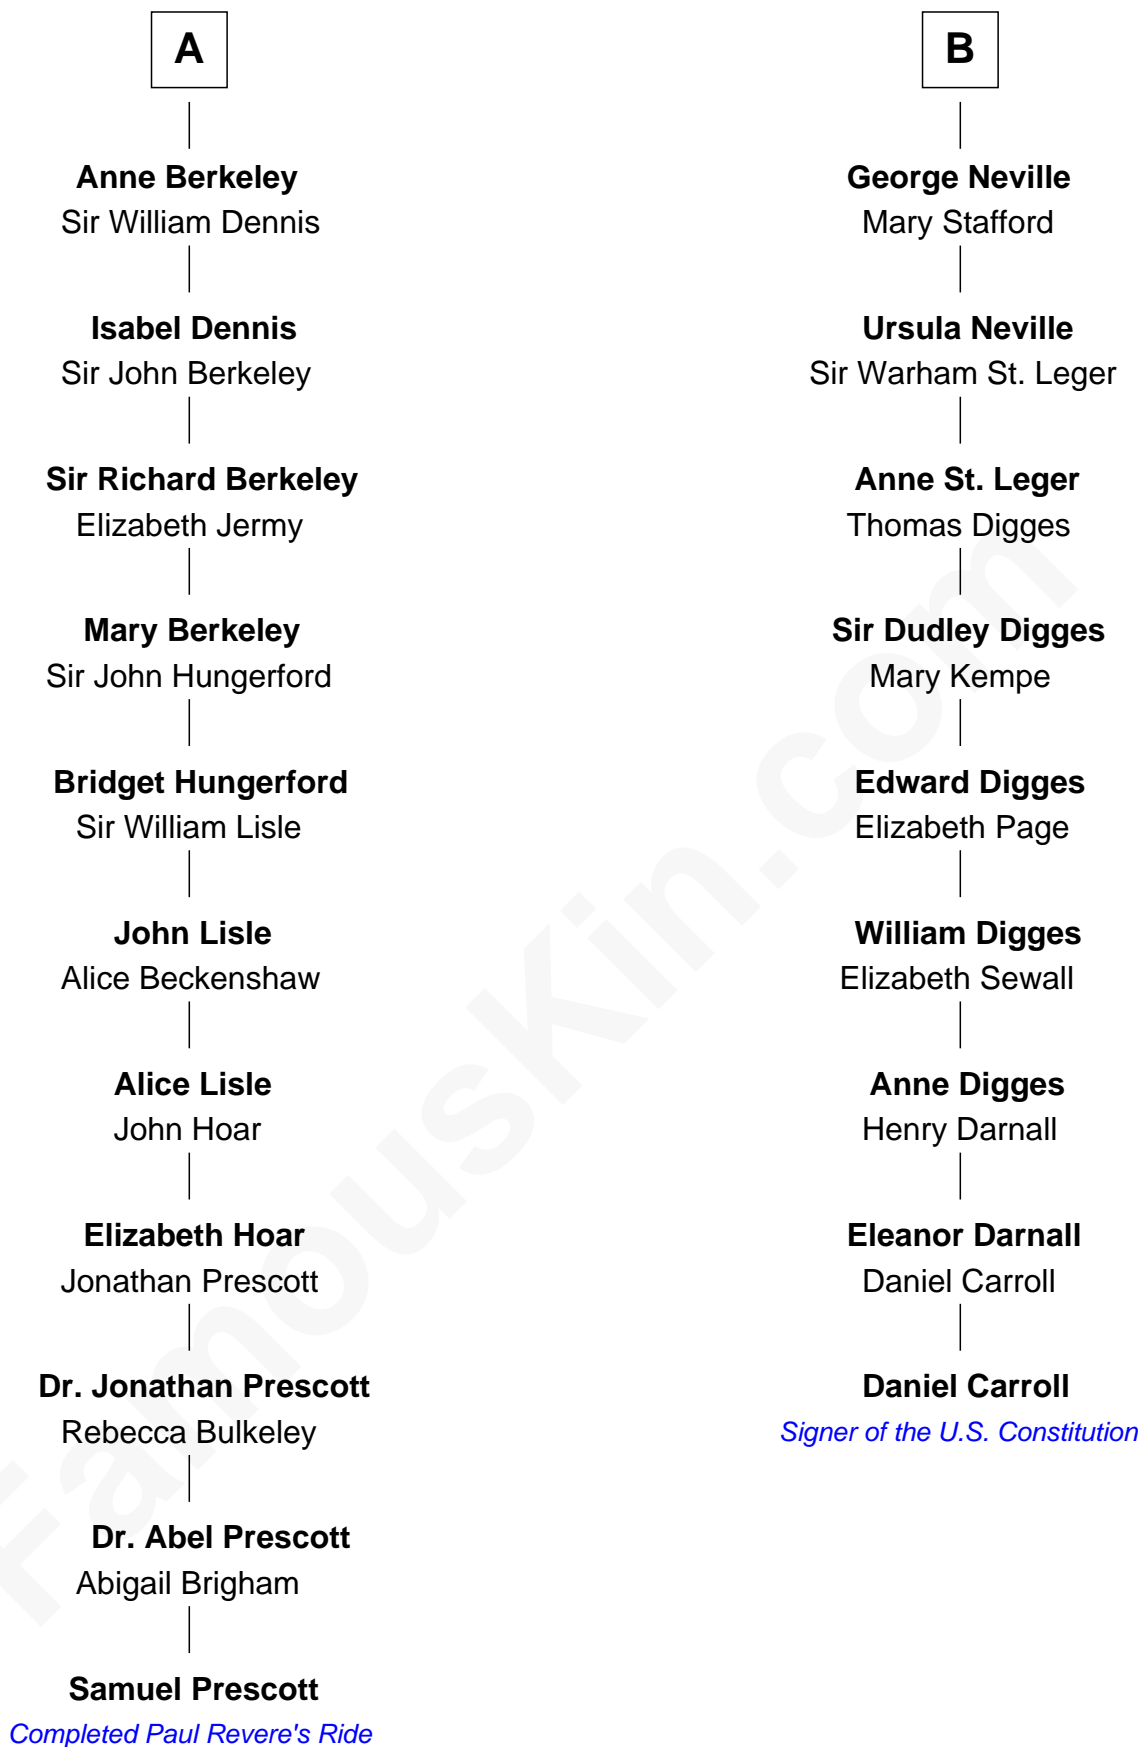 A
Anne Berkeley
Sir William Dennis
Isabel Dennis
Sir John Berkeley
Sir Richard Berkeley
Elizabeth Jermy
Mary Berkeley
Sir John Hungerford
Bridget Hungerford
Sir William Lisle
John Lisle
Alice Beckenshaw
Alice Lisle
John Hoar
Elizabeth Hoar
Jonathan Prescott
Dr. Jonathan Prescott
Rebecca Bulkeley
Dr. Abel Prescott
Abigail Brigham
Samuel Prescott
Completed Paul Revere's Ride
B
George Neville
Mary Stafford
Ursula Neville
Sir Warham St. Leger
Anne St. Leger
Thomas Digges
Sir Dudley Digges
Mary Kempe
Edward Digges
Elizabeth Page
William Digges
Elizabeth Sewall
Anne Digges
Henry Darnall
Eleanor Darnall
Daniel Carroll
Daniel Carroll
Signer of the U.S. Constitution
FamousKin.com